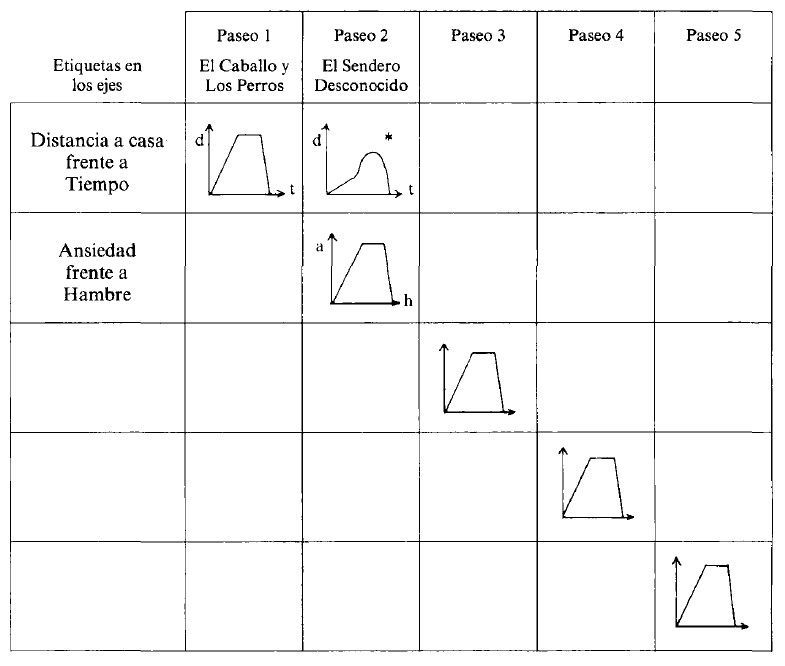 Paseo 1
Paseo 2
Paseo 3
Paseo 4
Paseo 5
Etiquetas en
los ejes
El Caballo y
Los Perros
El Sendero
Desconocido
Distancia a casa
frente a
Tiempo
d
t
d
*
t
Ansiedad
frente a
Hambre
a
h